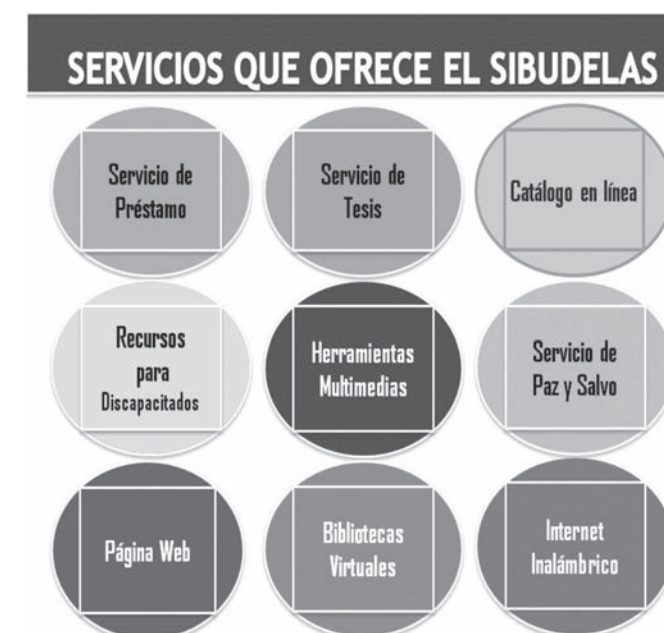 SERVICIOS QUE OFRECE EL SIBUDELAS
Servicio de
Préstamo
Servicio de
Tesis
Catálogo en línea
Recursos
para
Discapacitados
Herramientas
Multimedias
Servicio de
Paz y Salvo
Página Web
Bibliotecas
Virtuales
Internet
Inalámbrico